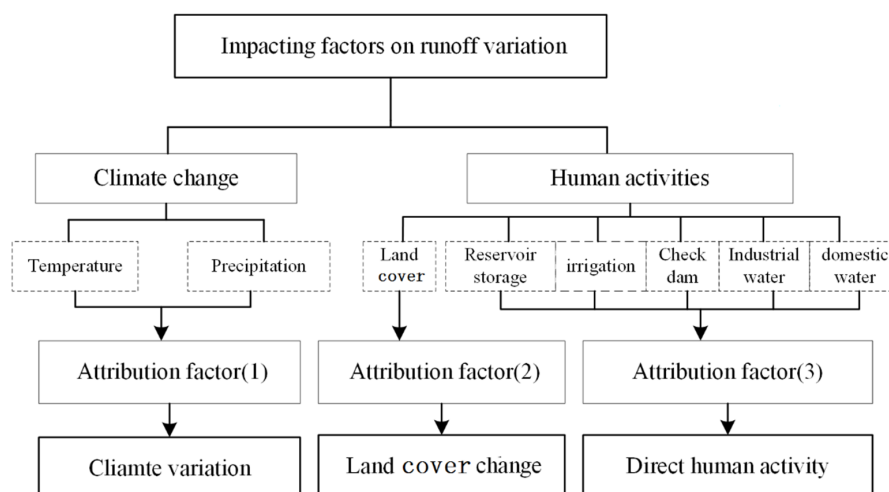 Impacting factors on runoff variation
Climate change
Human activities
Temperature
Precipitation
Land
cover
Reservoir
storage
irrigation
Check
dam
Industrial
water
domestic
water
Attribution factor(1)
Attribution factor(2)
Attribution factor(3)
Cliamte variation
Land cover change
Direct human activity